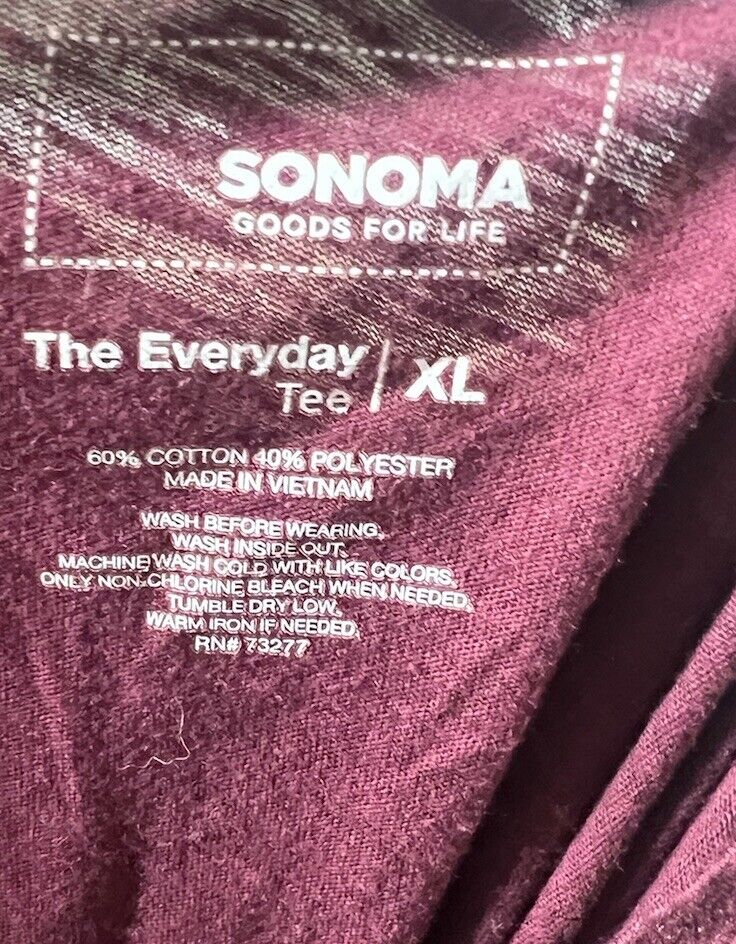 SONOMA
GOODS FOR LIFE
The Everyday
Tee | XL
60% COTTON 40% POLYESTER
MADE IN VIETNAM
WASH BEFORE WEARING.
WASH INSIDE OUT.
MACHINE WASH COLD WITH LIKE COLORS.
ONLY NON-CHLORINE BLEACH WHEN NEEDED.
TUMBLE DRY LOW.
WARM IRON IF NEEDED.
RN# 73277